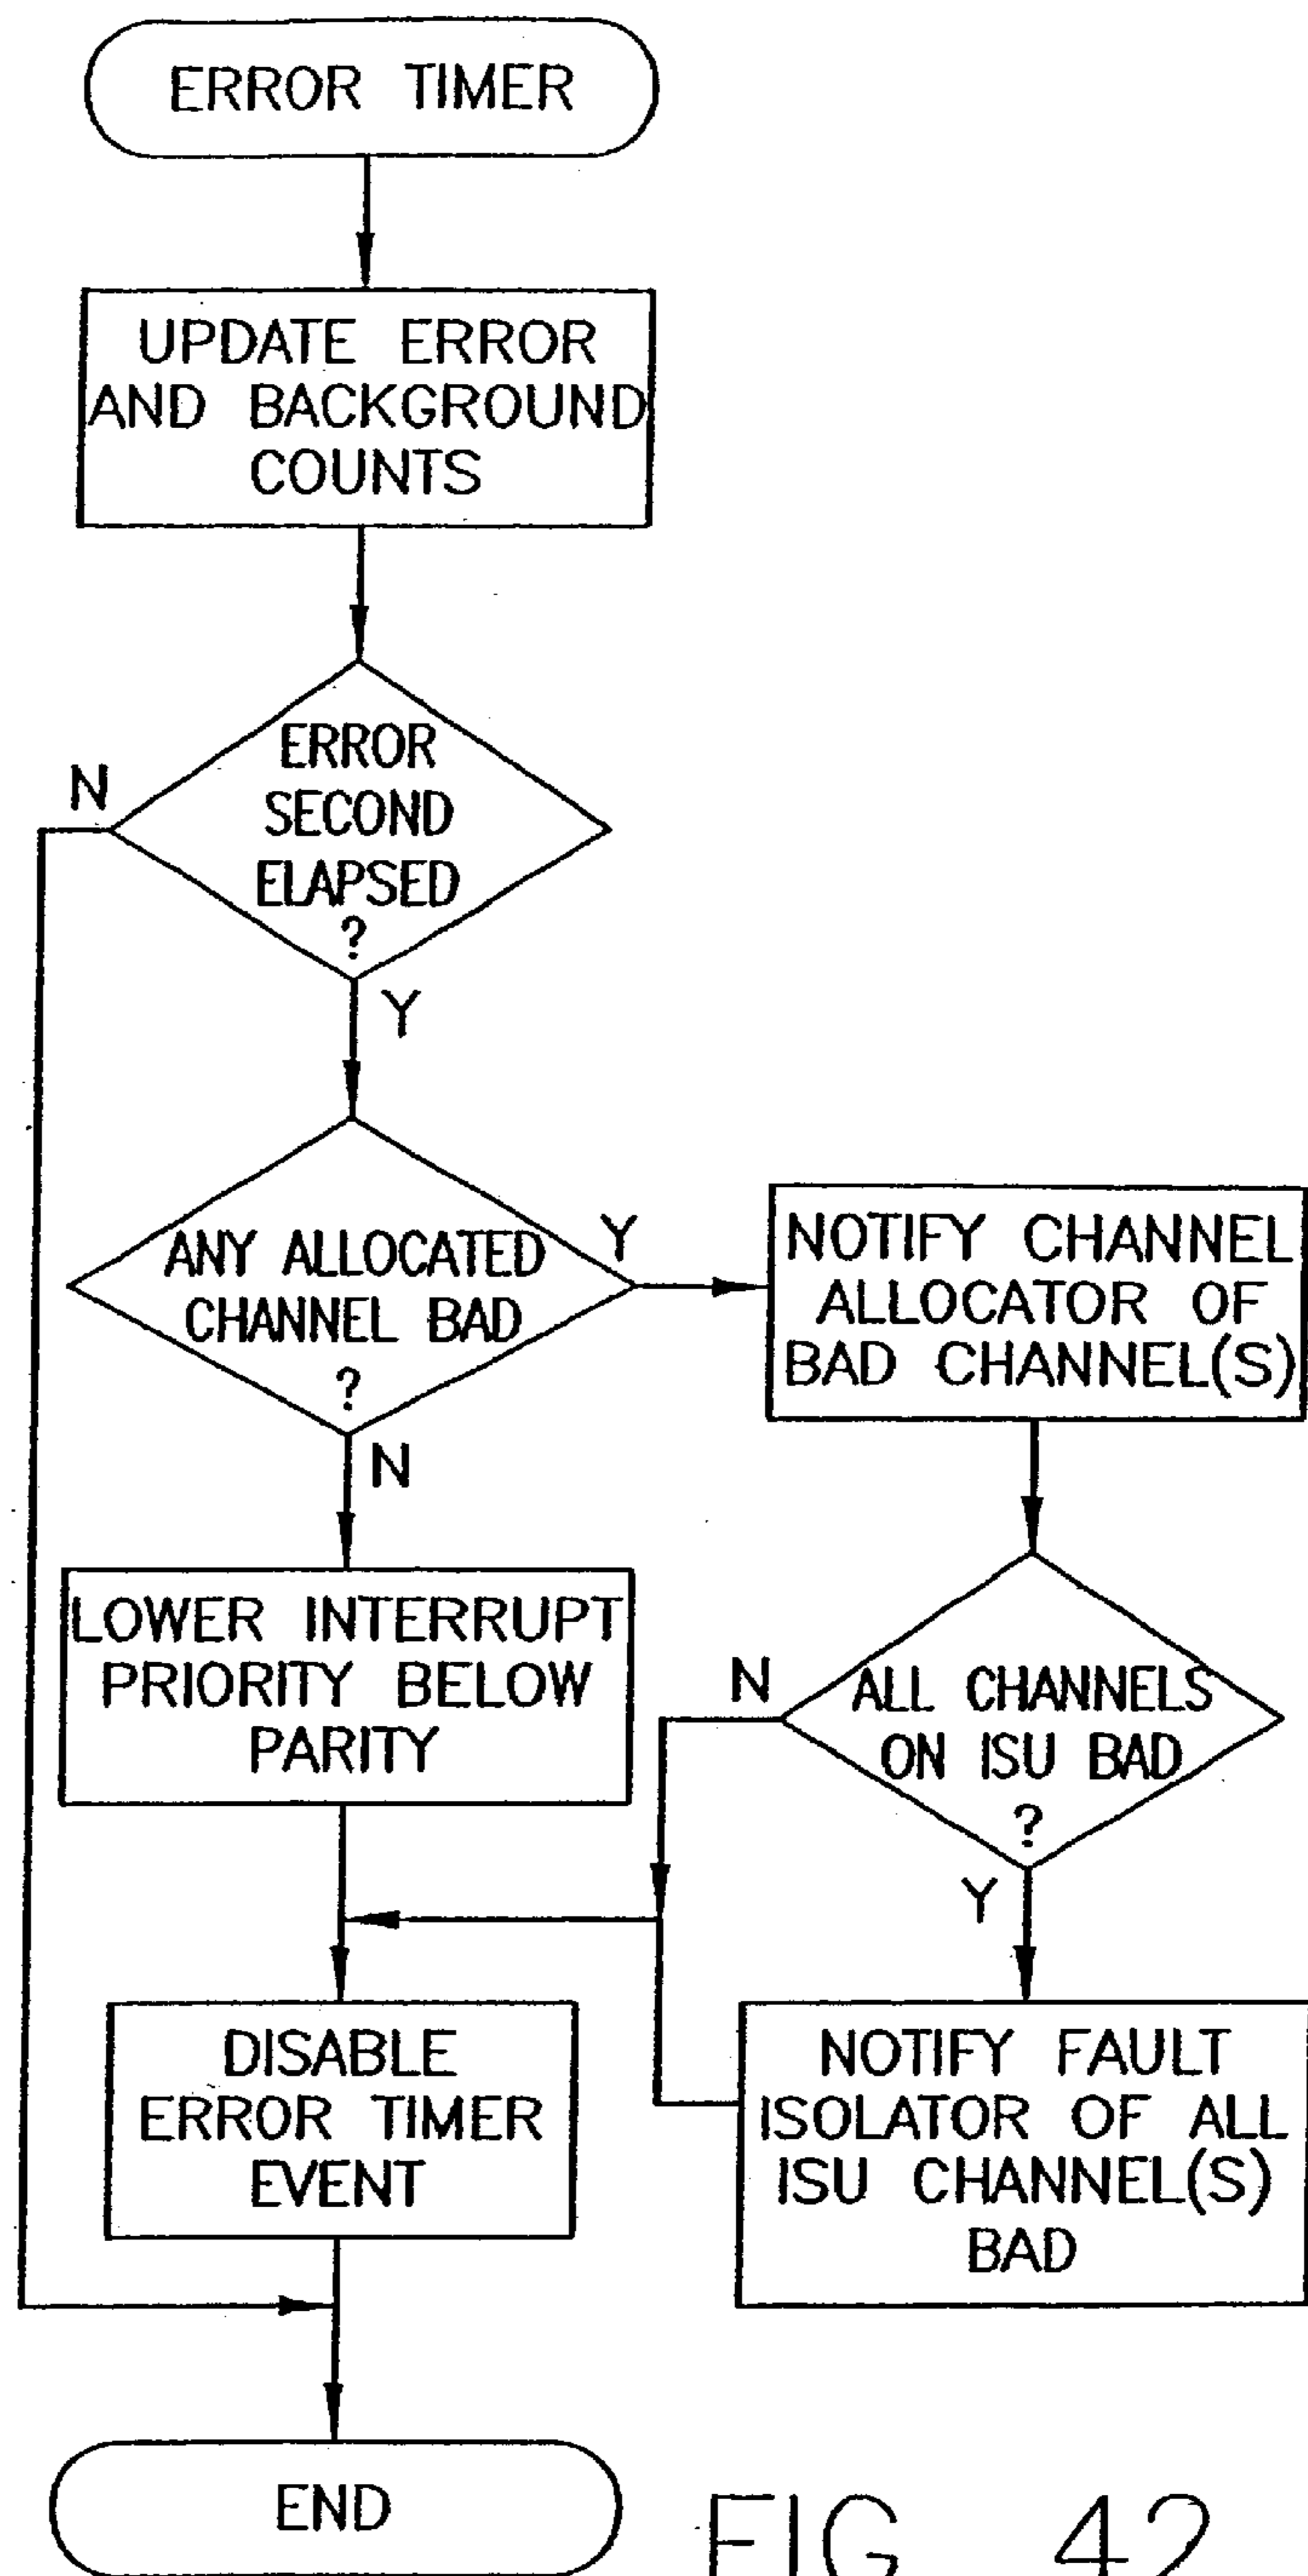 ERROR TIMER
UPDATE ERROR
AND BACKGROUND
COUNTS
ERROR
SECOND
ELAPSED
?
N
Y
ANY ALLOCATED
CHANNEL BAD
?
Y
N
NOTIFY CHANNEL
ALLOCATOR OF
BAD CHANNEL(S)
LOWER INTERRUPT
PRIORITY BELOW
PARITY
ALL CHANNELS
ON ISU BAD
?
N
Y
DISABLE
ERROR TIMER
EVENT
NOTIFY FAULT
ISOLATOR OF ALL
ISU CHANNEL(S)
BAD
END
FIG 42